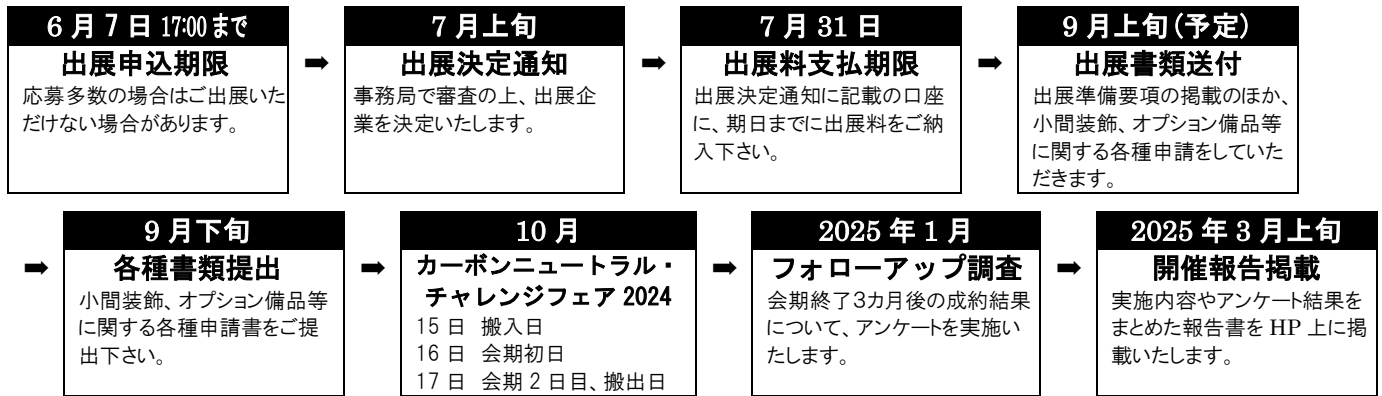 6月7日 17:00まで
出展申込期限
応募多数の場合はご出展いた
だけない場合があります。
➡
7月上旬
出展決定通知
事務局で審査の上、出展企
業を決定いたします。
➡
7月31日
出展料支払期限
出展決定通知に記載の口座
に、期日までに出展料をご納
入下さい。
➡
9月上旬(予定)
出展書類送付
出展準備要項の掲載のほか、
小間装飾、オプション備品等
に関する各種申請をしていた
だきます。
➡
9月下旬
各種書類提出
小間装飾、オプション備品等
に関する各種申請書をご提
出下さい。
➡
10月
カーボンニュートラル・
チャレンジフェア 2024
15日 搬入日
16日 会期初日
17日 会期2日目、搬出日
➡
2025年1月
フォローアップ調査
会期終了3カ月後の成約結果
について、アンケートを実施い
たします。
➡
2025年3月上旬
開催報告掲載
実施内容やアンケート結果を
まとめた報告書を HP 上に掲
載いたします。